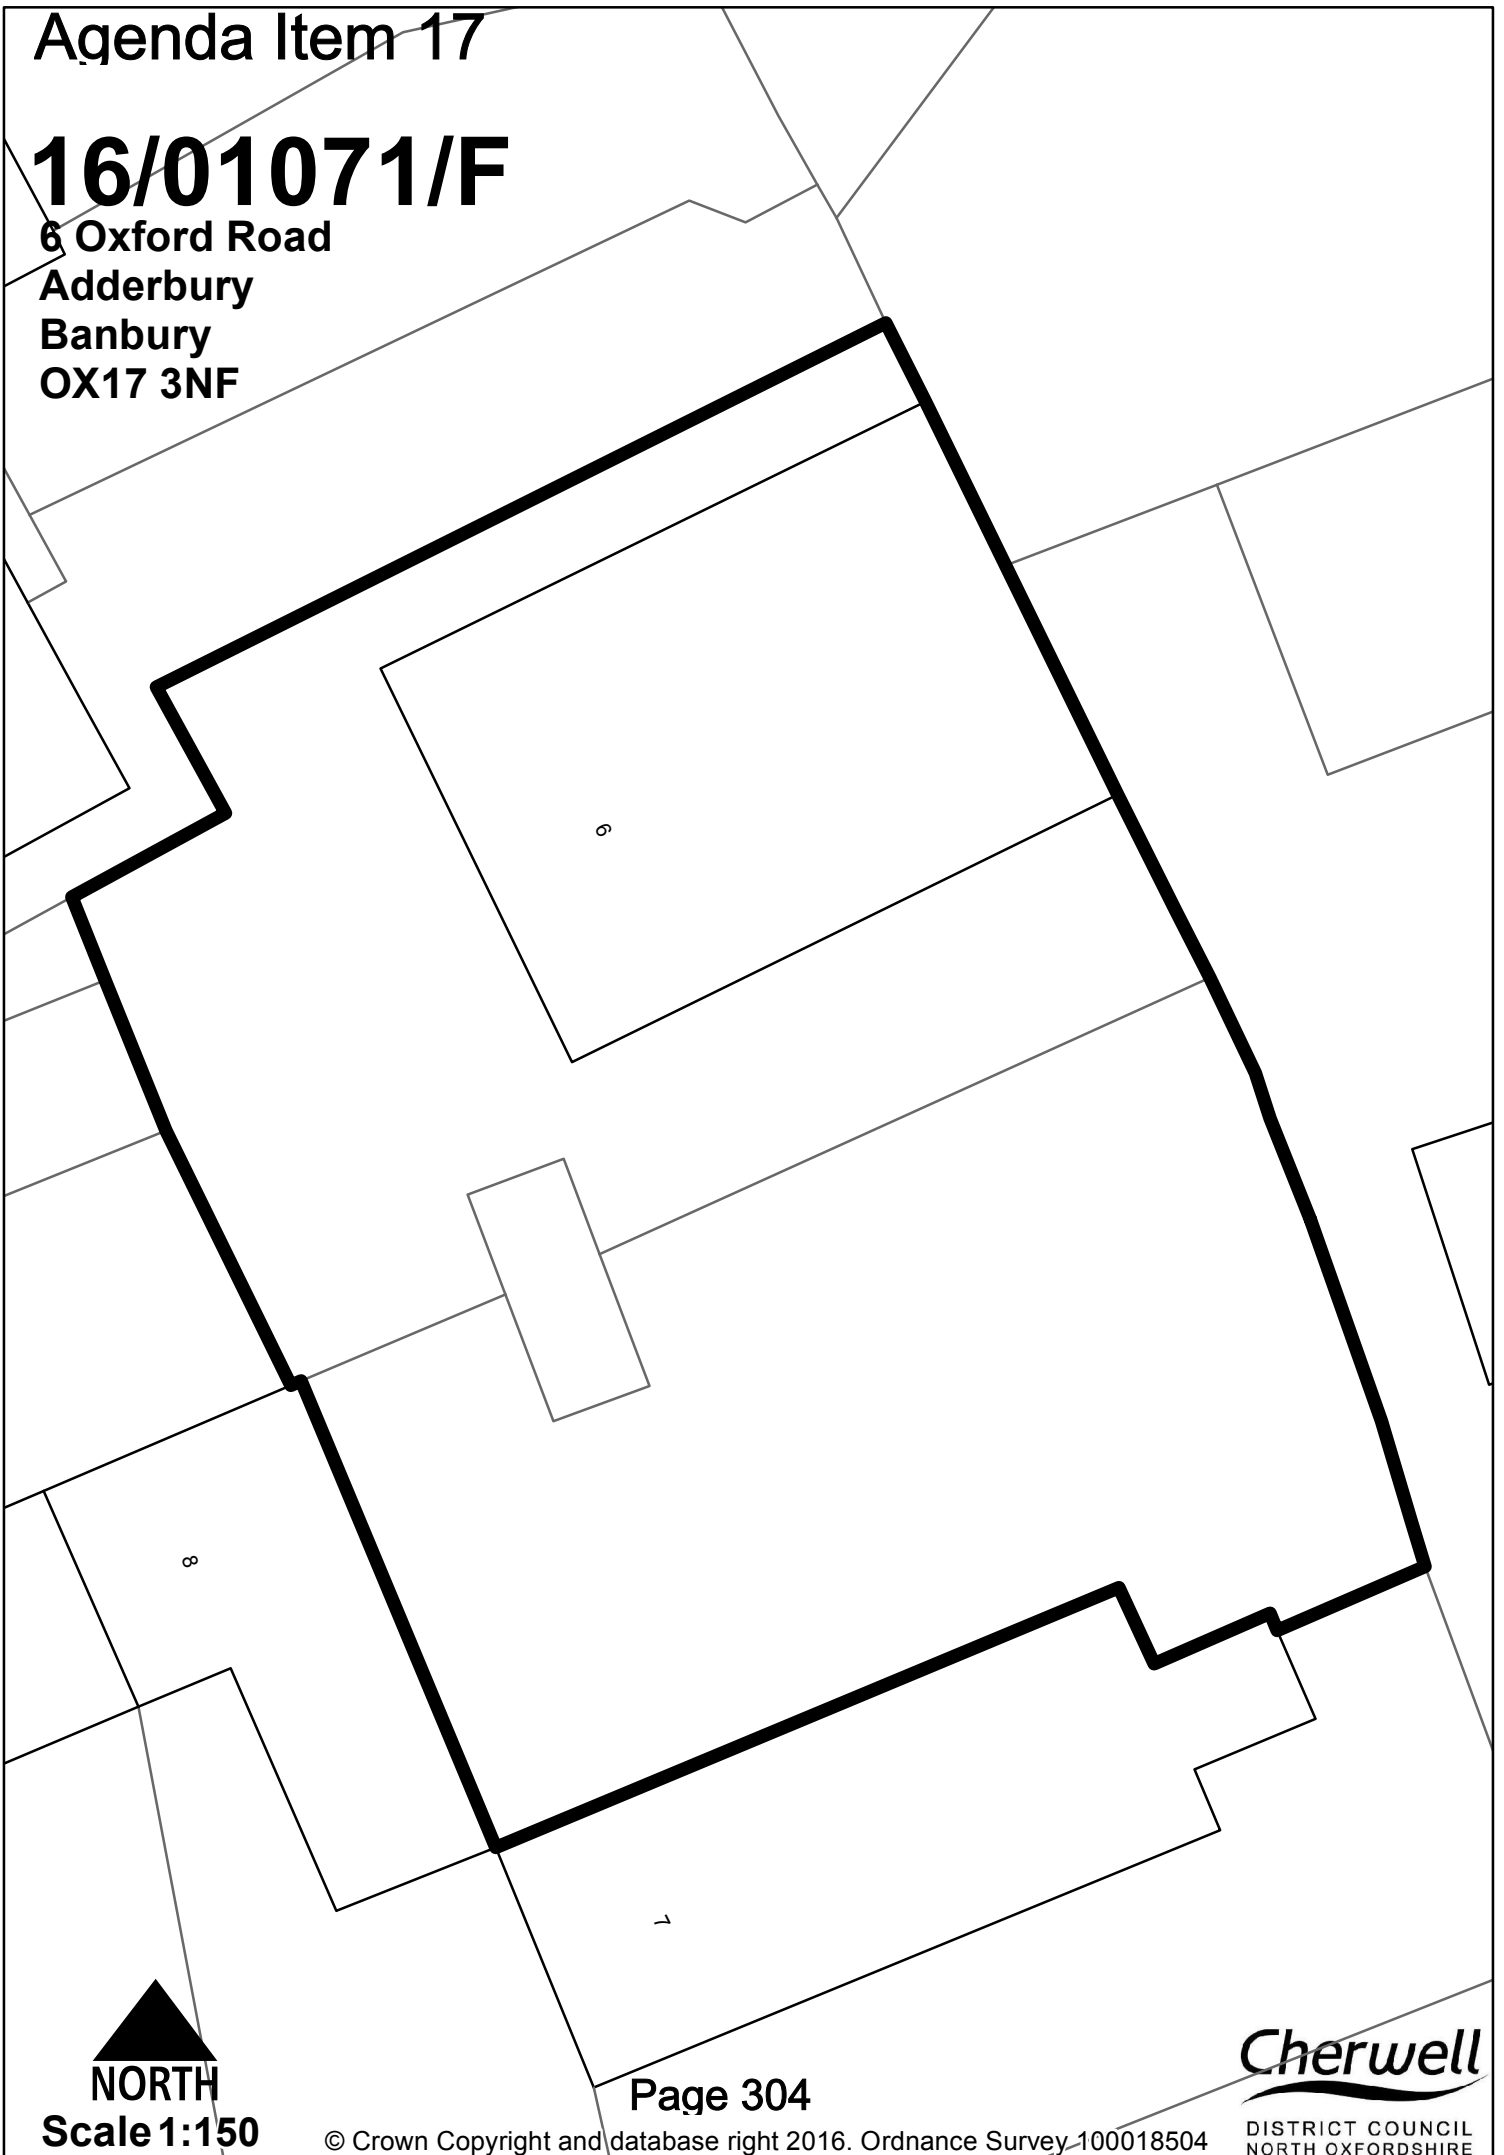 Agenda Item 17
16/01071/F
6 Oxford Road
Adderbury
Banbury
OX17 3NF
6
8
7
NORTH
Scale 1:150
Page 304
© Crown Copyright and database right 2016. Ordnance Survey 100018504
Cherwell
DISTRICT COUNCIL
NORTH OXFORDSHIRE